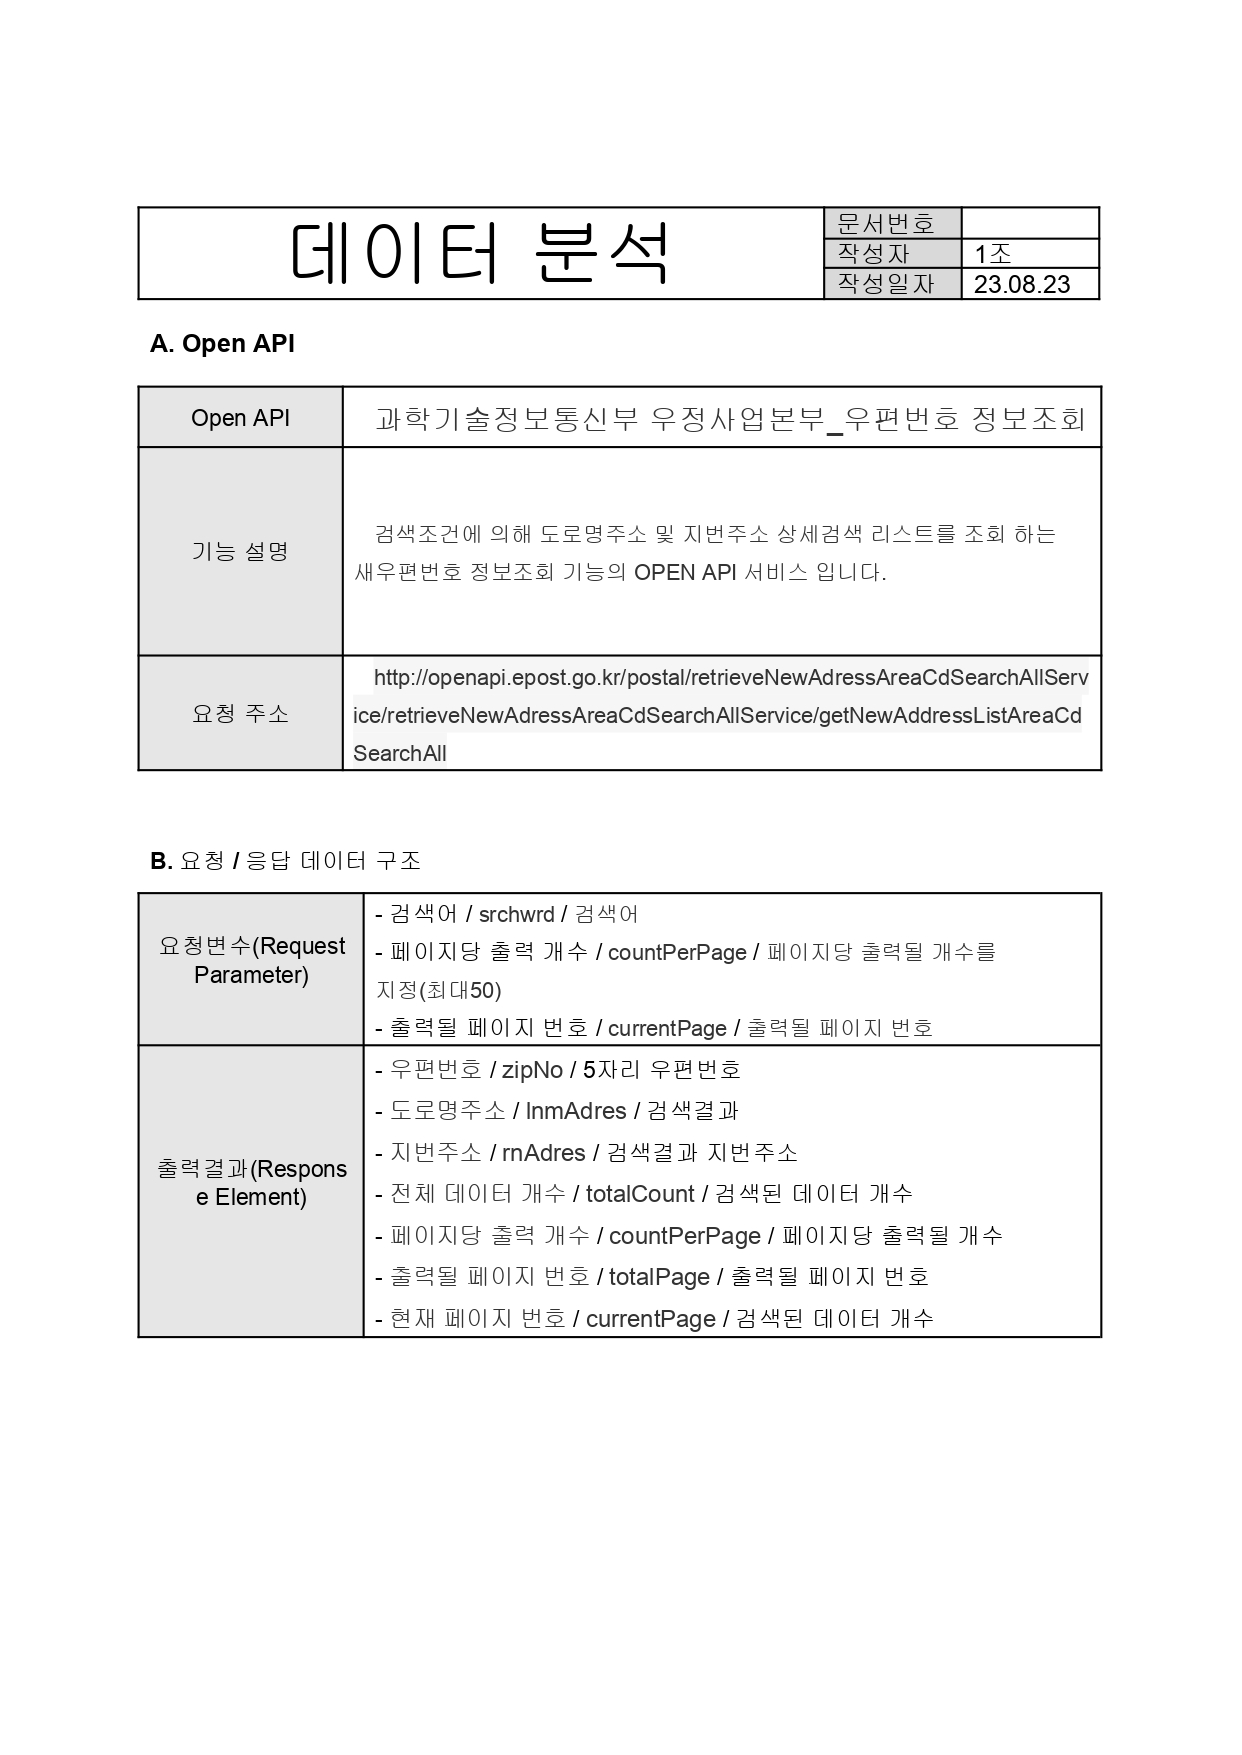 데이터 분석
문서번호
작성자 1조
작성일자 23.08.23
A. Open API
Open API 과학기술정보통신부 우정사업본부_우편번호 정보조회
기능 설명
검색조건에 의해 도로명주소 및 지번주소 상세검색 리스트를 조회 하는
새우편번호 정보조회 기능의 OPEN API 서비스 입니다.
요청 주소
http://openapi.epost.go.kr/postal/retrieveNewAdressAreaCdSearchAllServ
ice/retrieveNewAdressAreaCdSearchAllService/getNewAddressListAreaCd
SearchAll
B. 요청 / 응답 데이터 구조
요청변수(Request
Parameter)
- 검색어 / srchwrd / 검색어
- 페이지당 출력 개수 / countPerPage / 페이지당 출력될 개수를
지정(최대50)
- 출력될 페이지 번호 / currentPage / 출력될 페이지 번호
출력결과(Respons
e Element)
- 우편번호 / zipNo / 5자리 우편번호
- 도로명주소 / lnmAdres / 검색결과
- 지번주소 / rnAdres / 검색결과 지번주소
- 전체 데이터 개수 / totalCount / 검색된 데이터 개수
- 페이지당 출력 개수 / countPerPage / 페이지당 출력될 개수
- 출력될 페이지 번호 / totalPage / 출력될 페이지 번호
- 현재 페이지 번호 / currentPage / 검색된 데이터 개수